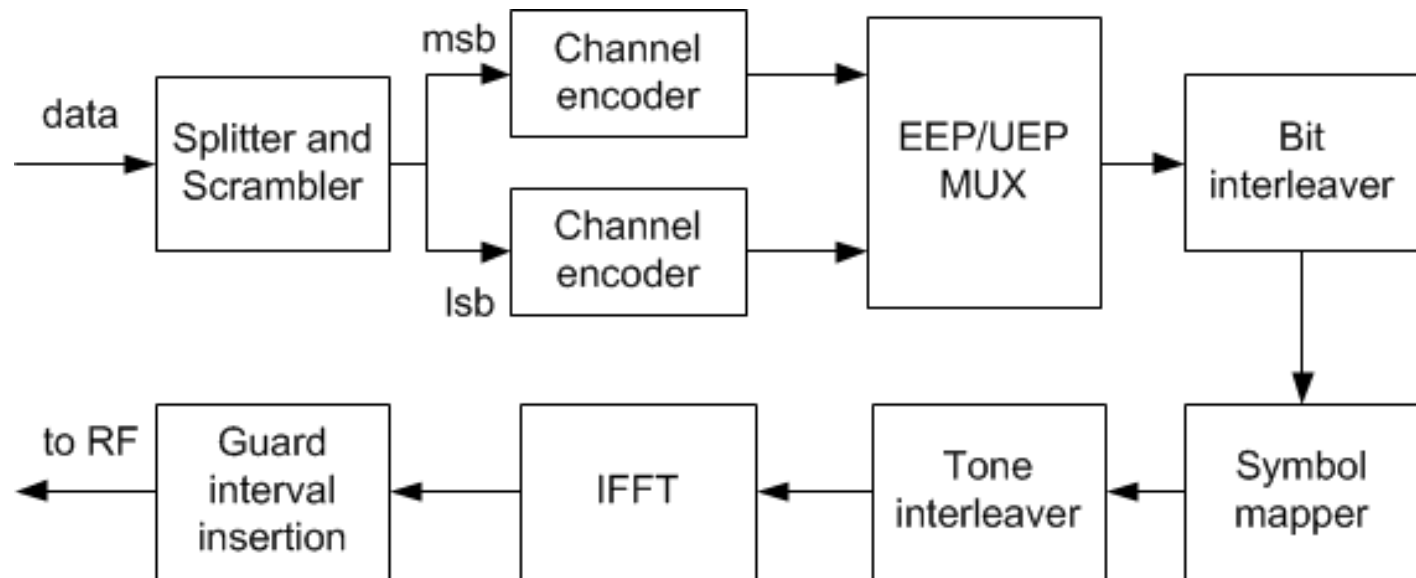 data
Splitter and
Scrambler
msb
lsb
Channel
encoder
Channel
encoder
EEP/UEP
MUX
Bit
interleaver
Symbol
mapper
Tone
interleaver
IFFT
Guard
interval
insertion
to RF